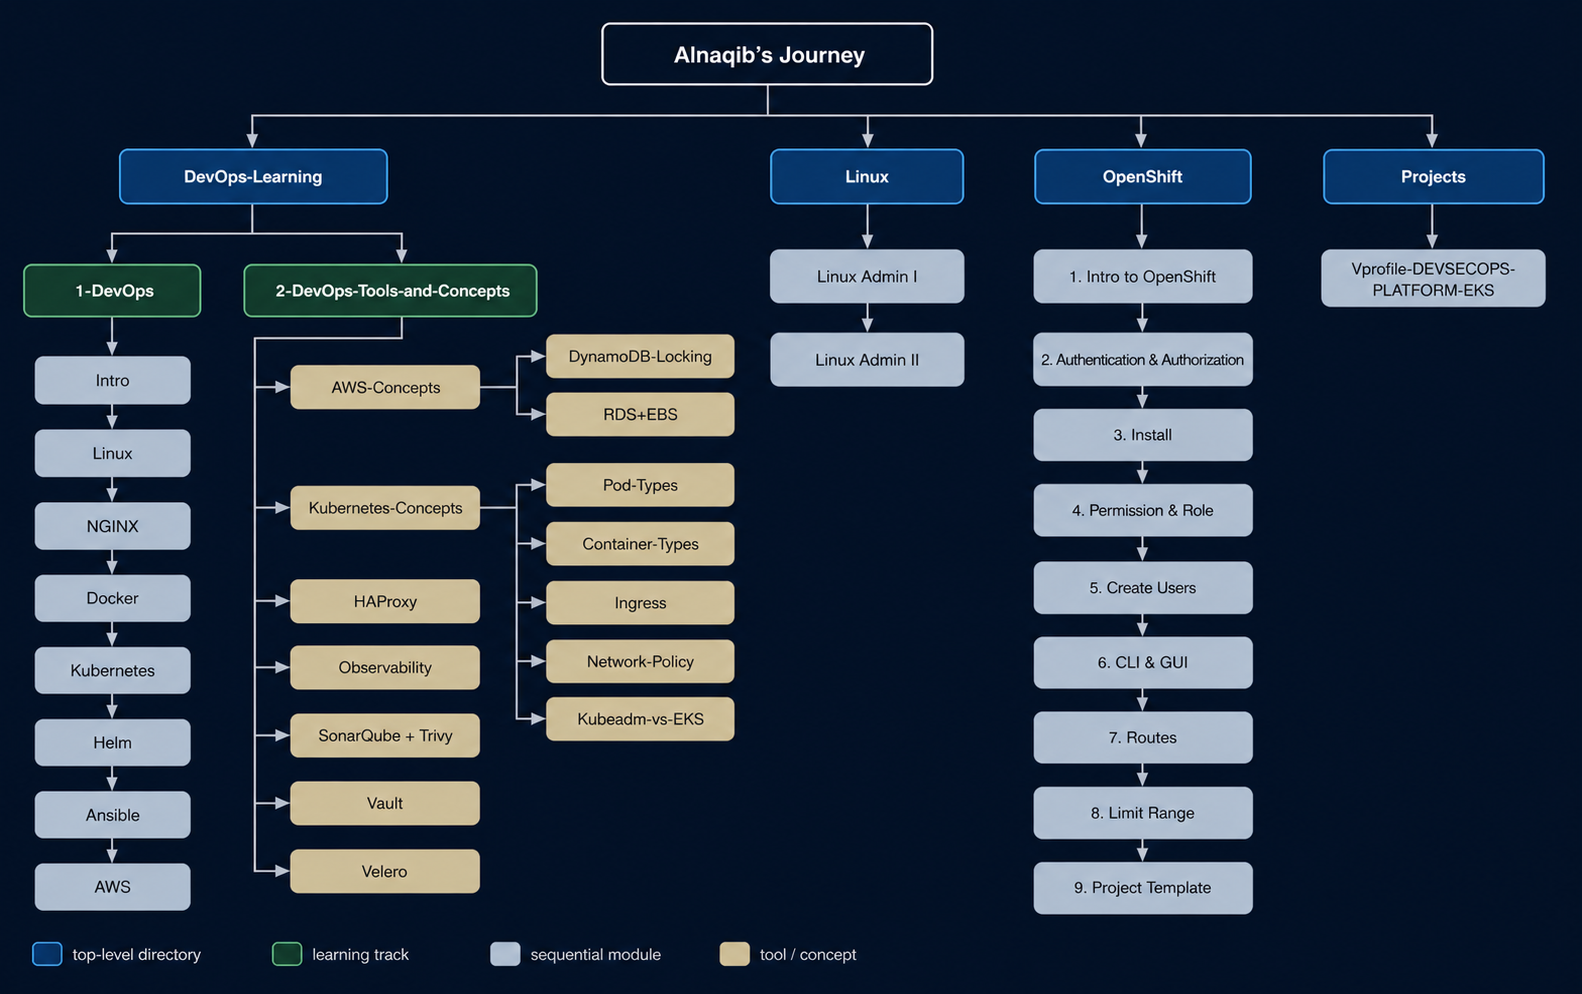 Alnaqib's Journey
DevOps-Learning
Linux
OpenShift
Projects
1-DevOps
2-DevOps-Tools-and-Concepts
Intro
Linux
NGINX
Docker
Kubernetes
Helm
Ansible
AWS
AWS-Concepts
DynamoDB-Locking
RDS+EBS
Kubernetes-Concepts
Pod-Types
Container-Types
Ingress
Network-Policy
Kubeadm-vs-EKS
HAProxy
Observability
SonarQube + Trivy
Vault
Velero
Linux Admin I
Linux Admin II
1. Intro to OpenShift
2. Authentication & Authorization
3. Install
4. Permission & Role
5. Create Users
6. CLI & GUI
7. Routes
8. Limit Range
9. Project Template
Vprofile-DEVSECOPS-
PLATFORM-EKS
top-level directory
learning track
sequential module
tool / concept